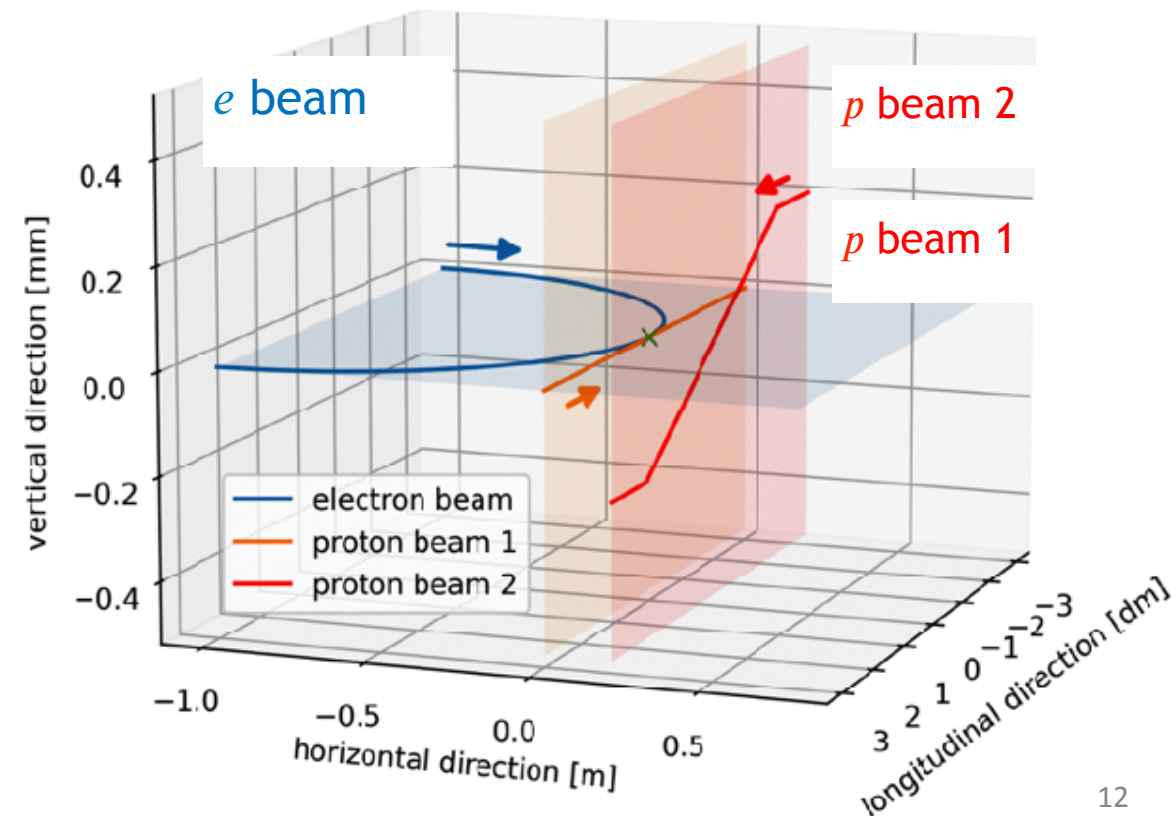 e beam
p beam 2
p beam 1
vertical direction [mm]
0.4
0.2
0.0
−0.2
−0.4
electron beam
proton beam 1
proton beam 2
−1.0
−0.5
0.0
0.5
horizontal direction [m]
3
2
1
0
−1
−2
−3
longitudinal direction [dm]
12